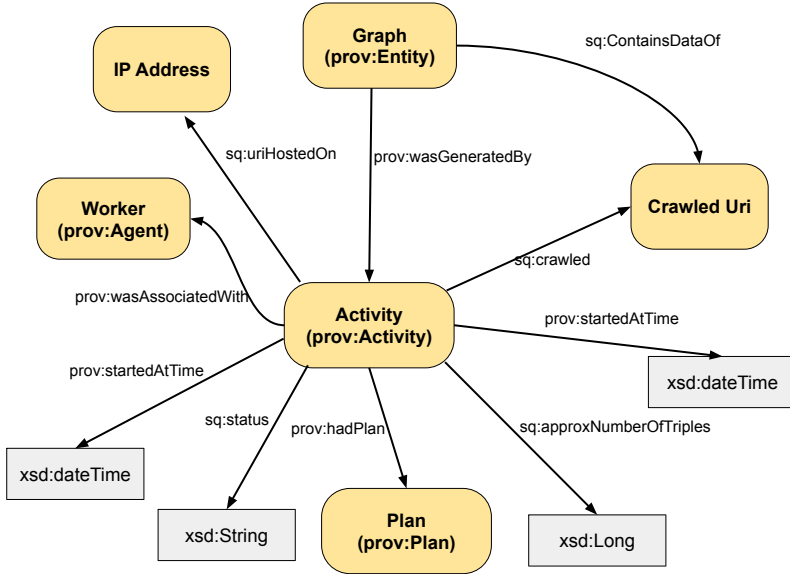 Graph
(prov:Entity)
sq:ContainsDataOf
IP Address
sq:uriHostedOn
prov:wasGeneratedBy
Worker
(prov:Agent)
Crawled Uri
sq:crawled
prov:wasAssociatedWith
Activity
(prov:Activity)
prov:startedAtTime
prov:startedAtTime
xsd:dateTime
sq:status
prov:hadPlan
sq:approxNumberOfTriples
xsd:dateTime
xsd:String
Plan
(prov:Plan)
xsd:Long